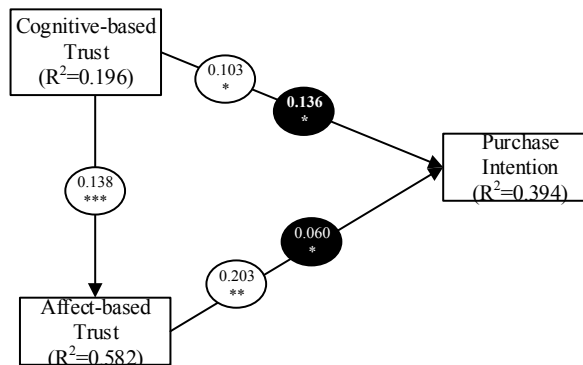 Cognitive-based
Trust
(R²=0.196)
0.103
*
0.136
*
Purchase
Intention
(R²=0.394)
0.138
***
0.060
*
0.203
**
Affect-based
Trust
(R²=0.582)